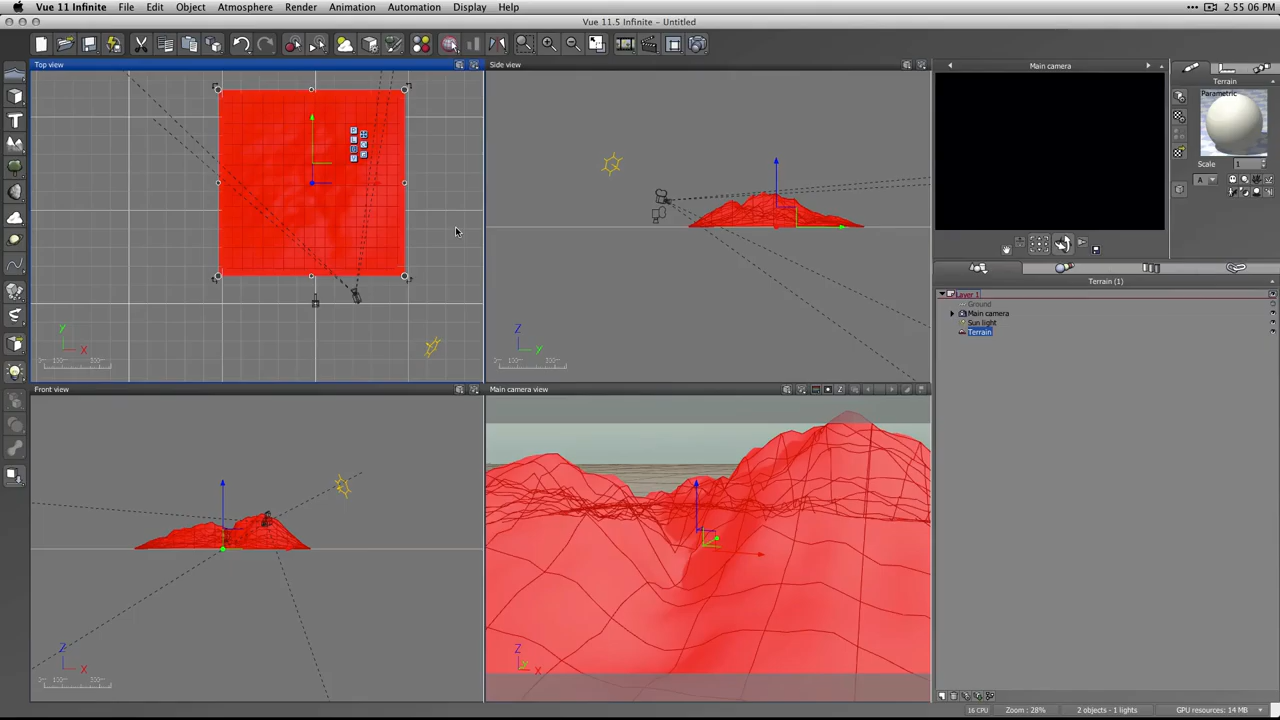 Vue 11 Infinite File Edit Object Atmosphere Render Animation Automation Display Help 2 55 06 PM
Vue 11.5 Infinite - Untitled
Top view
Side view
Main camera
Terrain
Parametric
Scale 1
A
Y
X
Z
Y
Terrain (1)
Layer 1
Ground
Main camera
Sun light
Terrain
Front view
Main camera view
Z
X
Z
Y
X
16 CPU Zoom : 28% 2 objects - 1 lights GPU resources: 14 MB